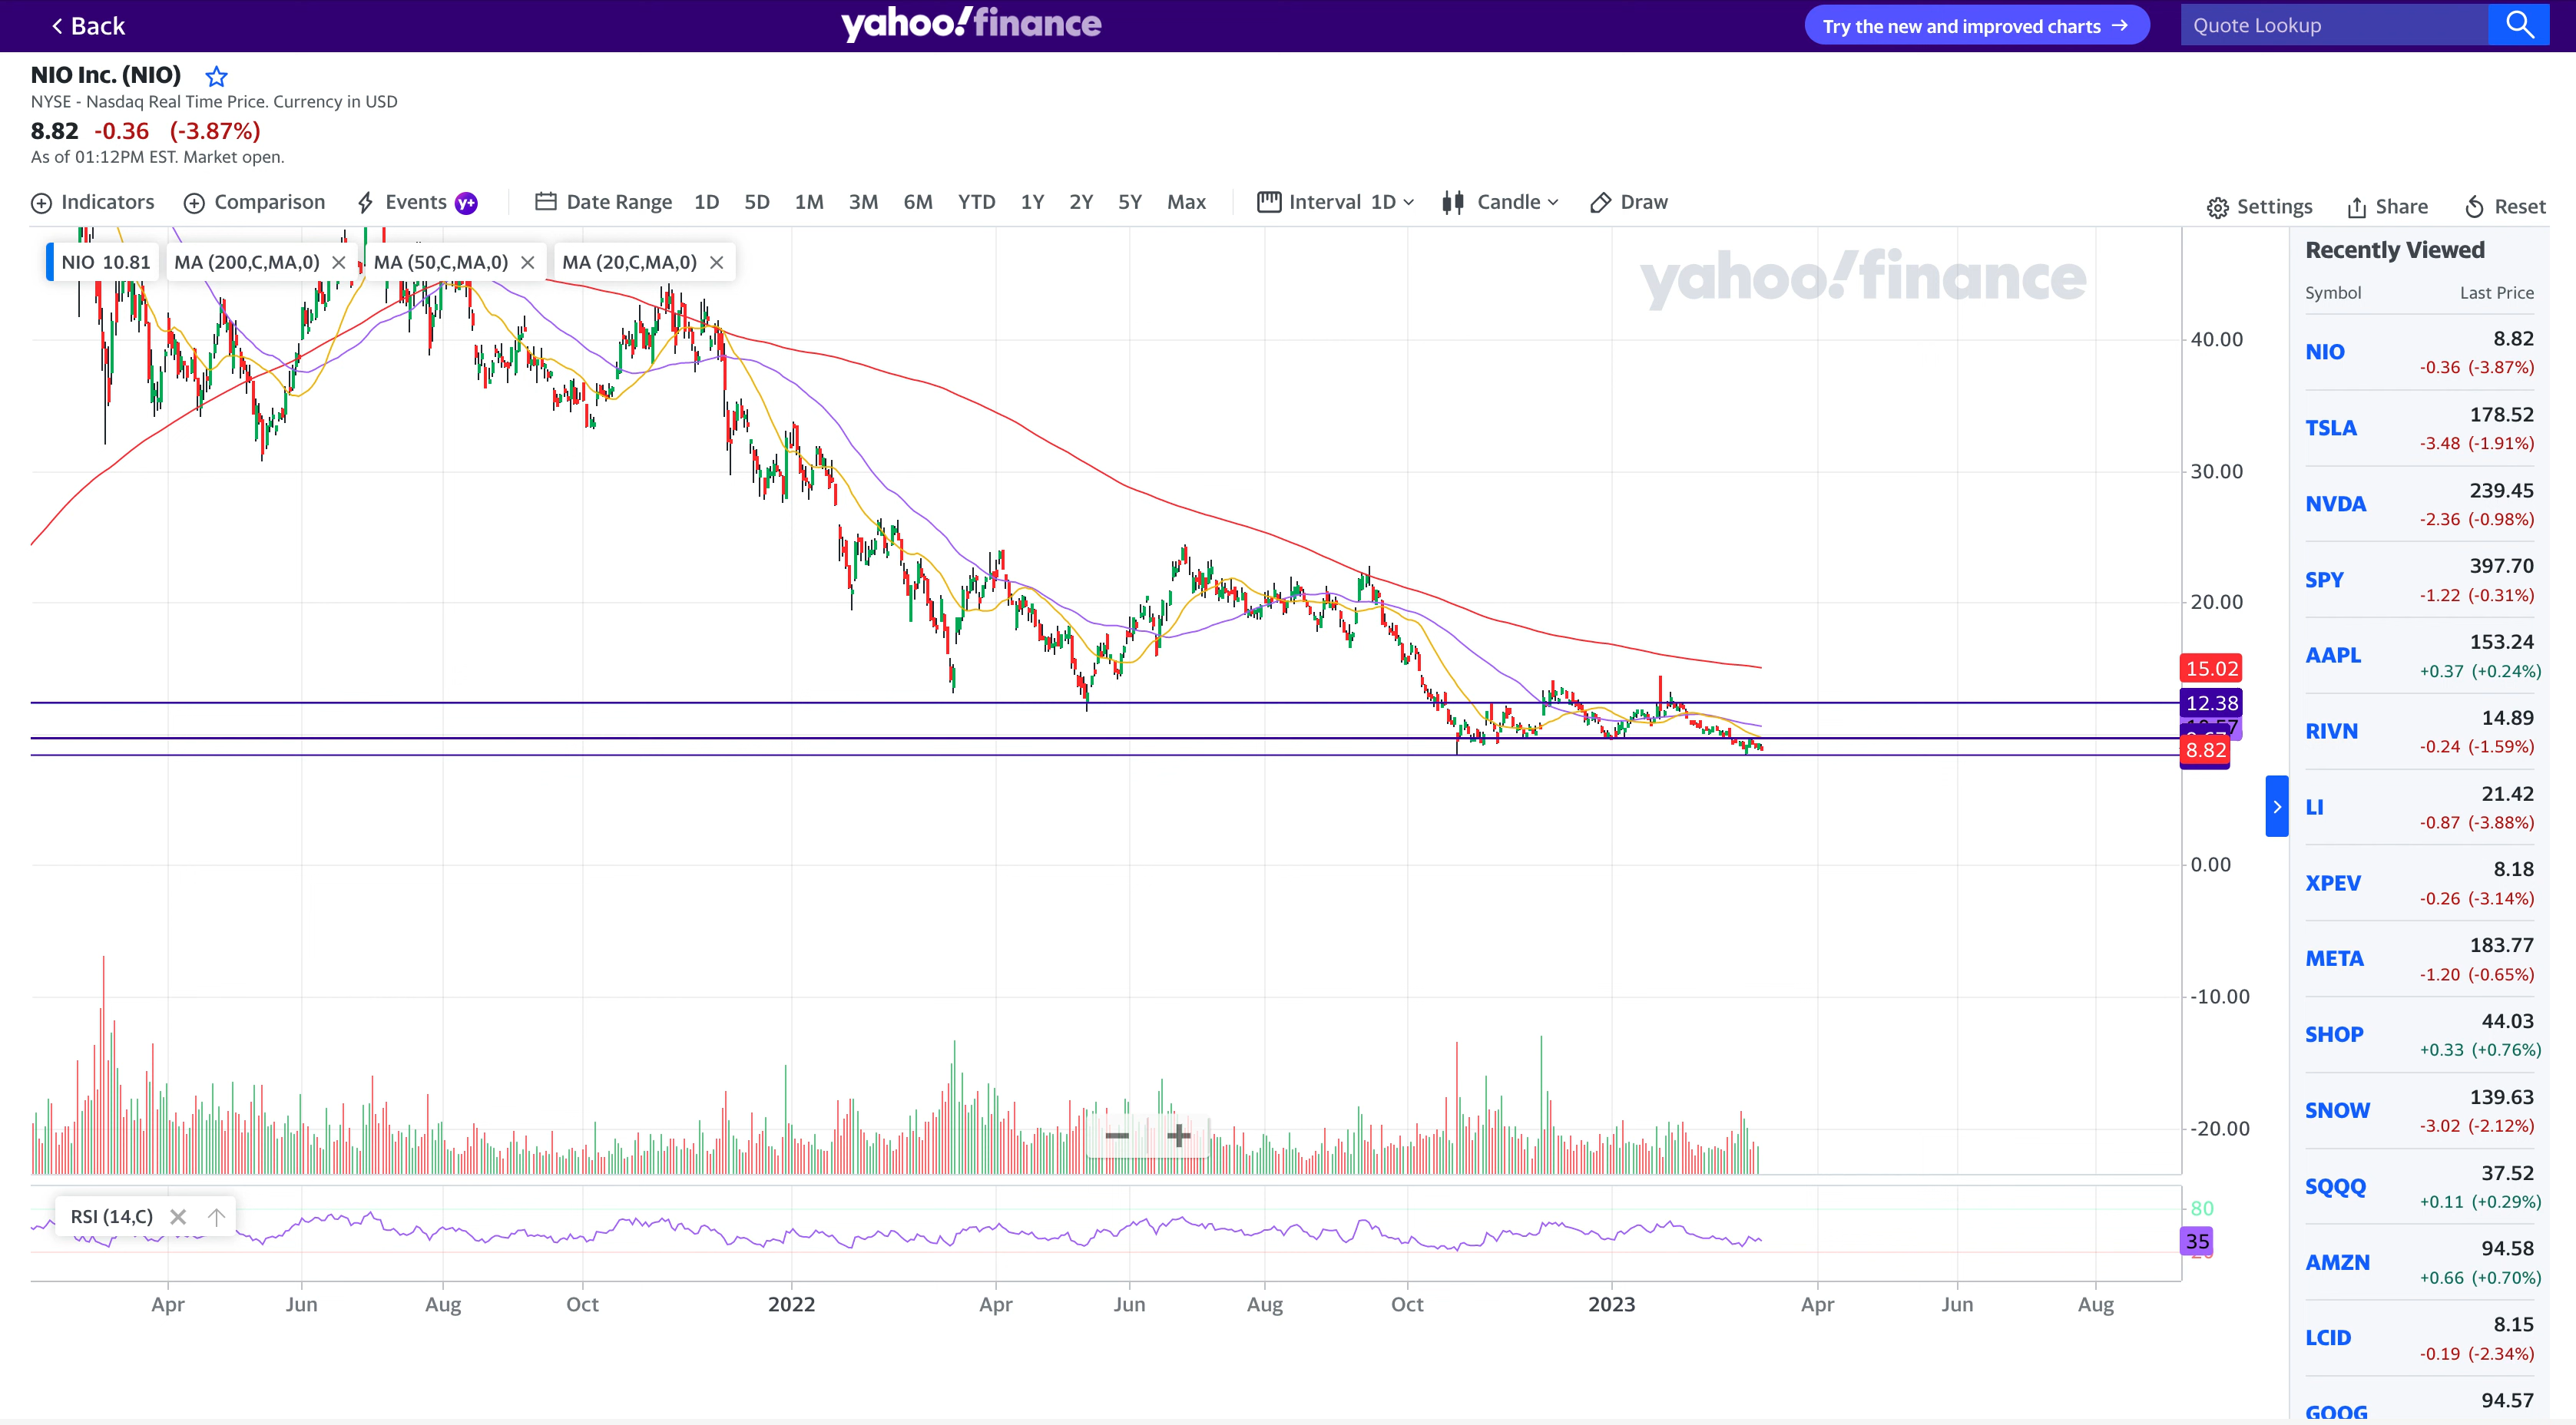 Back
yahoo!finance
Try the new and improved charts →
Quote Lookup
NIO Inc. (NIO)
NYSE - Nasdaq Real Time Price. Currency in USD
8.82 -0.36 (-3.87%)
As of 01:12PM EST. Market open.
Indicators Comparison Events y+ Date Range 1D 5D 1M 3M 6M YTD 1Y 2Y 5Y Max Interval 1D Candle Draw
Settings Share Reset
NIO 10.81 MA (200,C,MA,0) MA (50,C,MA,0) MA (20,C,MA,0)
yahoo!finance
40.00
30.00
20.00
15.02
12.38
8.82
0.00
-10.00
-20.00
RSI (14,C)
80
35
Apr Jun Aug Oct 2022 Apr Jun Aug Oct 2023 Apr Jun Aug
Recently Viewed
Symbol Last Price
NIO 8.82
-0.36 (-3.87%)
TSLA 178.52
-3.48 (-1.91%)
NVDA 239.45
-2.36 (-0.98%)
SPY 397.70
-1.22 (-0.31%)
AAPL 153.24
+0.37 (+0.24%)
RIVN 14.89
-0.24 (-1.59%)
LI 21.42
-0.87 (-3.88%)
XPEV 8.18
-0.26 (-3.14%)
META 183.77
-1.20 (-0.65%)
SHOP 44.03
+0.33 (+0.76%)
SNOW 139.63
-3.02 (-2.12%)
SQQQ 37.52
+0.11 (+0.29%)
AMZN 94.58
+0.66 (+0.70%)
LCID 8.15
-0.19 (-2.34%)
GOOG 94.57